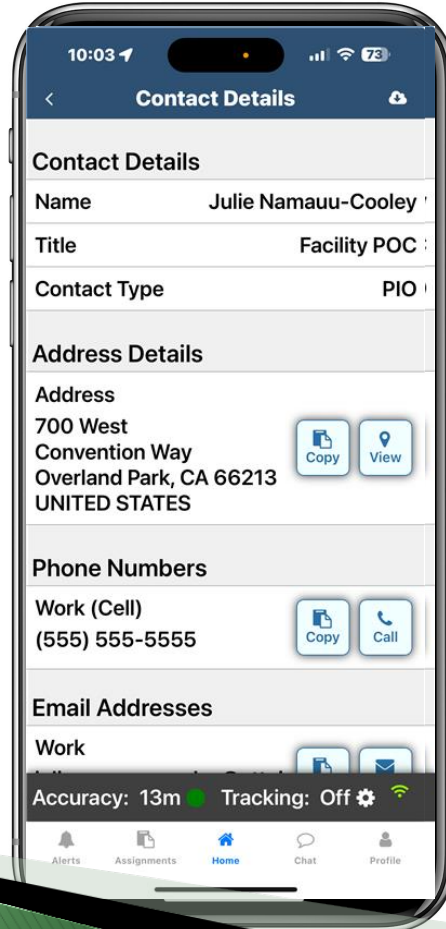 10:03
73
Contact Details
Contact Details
Name Julie Namauu-Cooley
Title Facility POC
Contact Type PIO
Address Details
Address
700 West
Convention Way
Overland Park, CA 66213
UNITED STATES
Copy View
Phone Numbers
Work (Cell)
(555) 555-5555
Copy Call
Email Addresses
Work
Accuracy: 13m Tracking: Off
Alerts Assignments Home Chat Profile